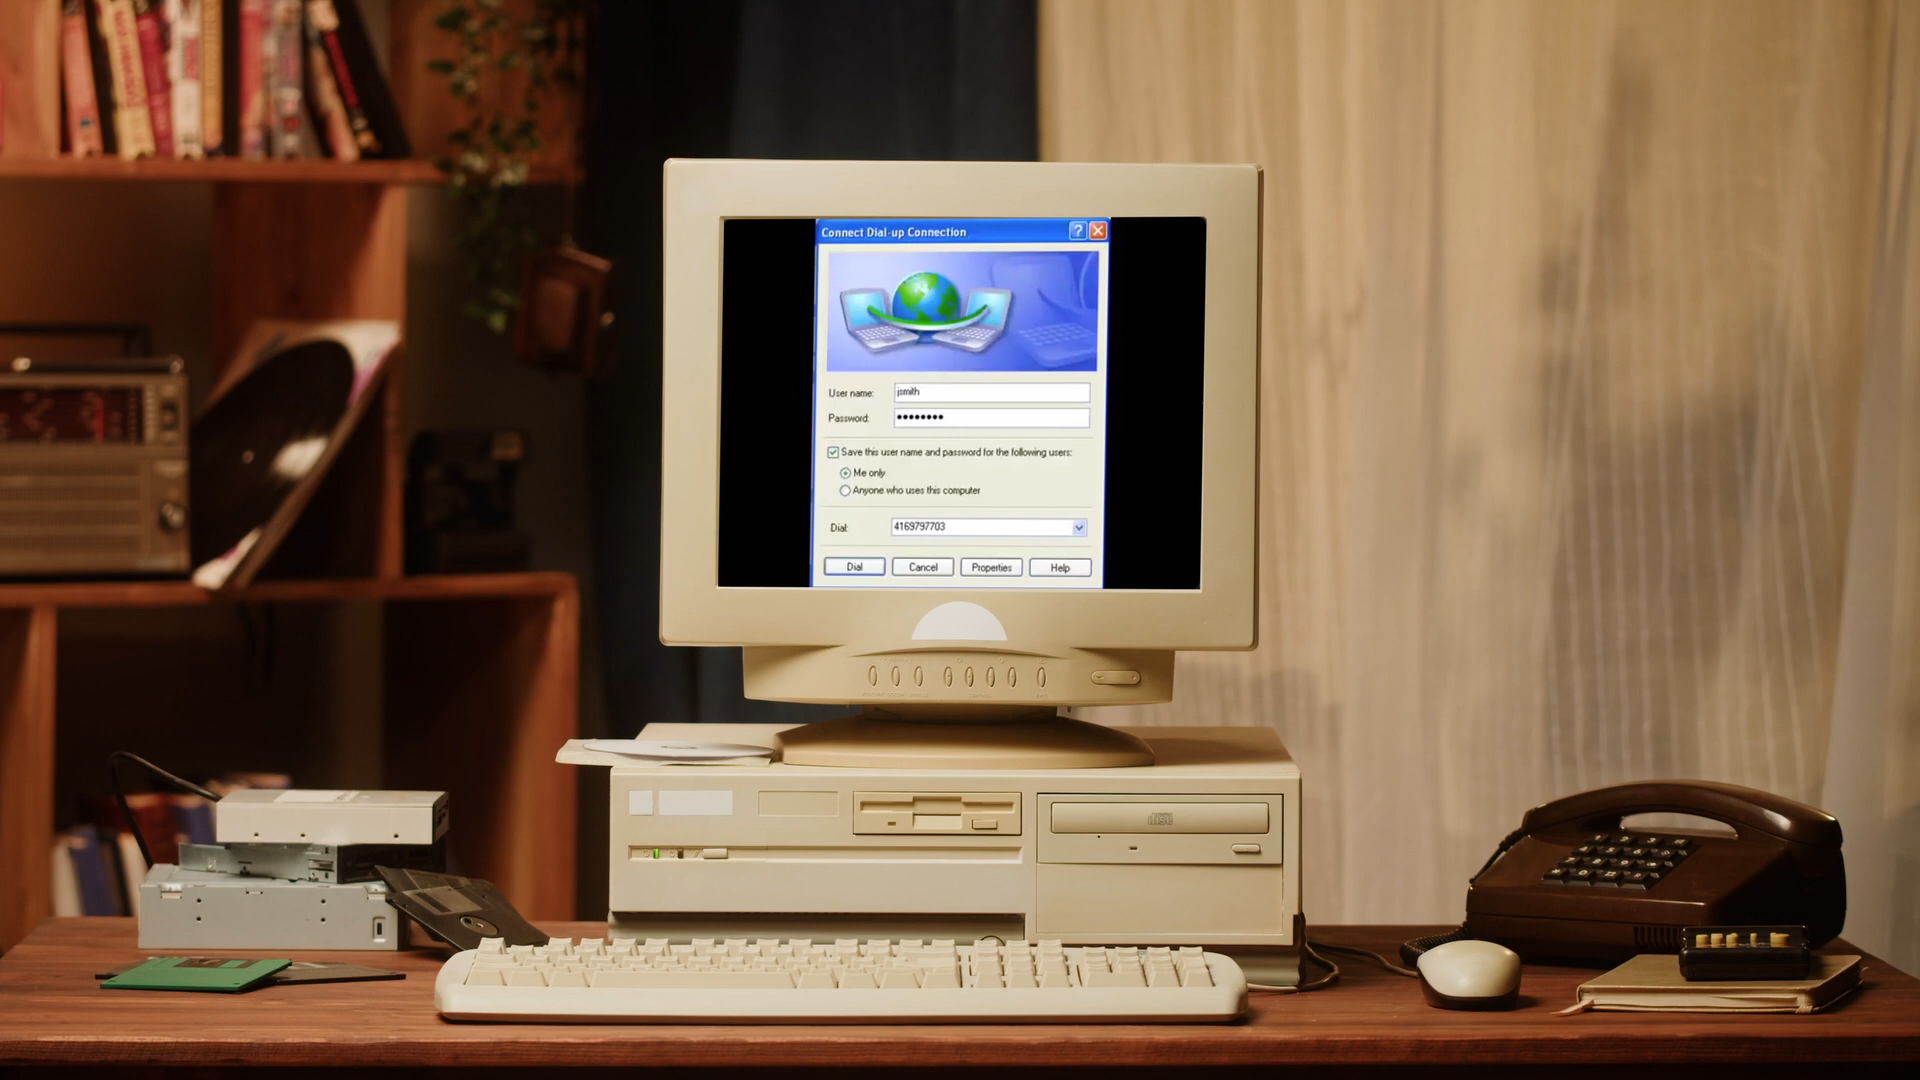 Connect Dial-up Connection
User name: jsmith
Password: ••••••••
Save this user name and password for the following users:
Me only
Anyone who uses this computer
Dial: 4169797703
Dial Cancel Properties Help